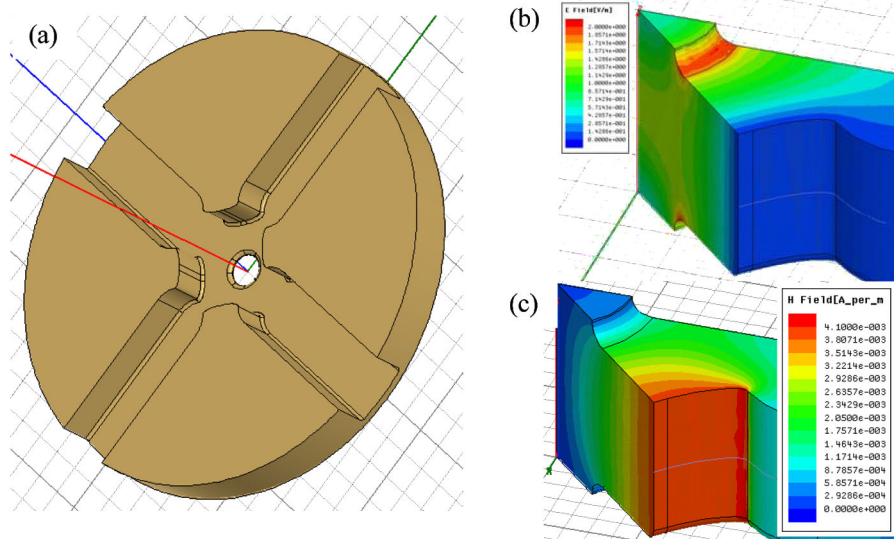 (a)
(b)
E Field[V/m]
2.0000e+000
1.8571e+000
1.7143e+000
1.5714e+000
1.4286e+000
1.2857e+000
1.1429e+000
1.0000e+000
8.5714e-001
7.1429e-001
5.7143e-001
4.2857e-001
2.8571e-001
1.4286e-001
0.0000e+000
(c)
H Field[A_per_m
4.1000e-003
3.8071e-003
3.5143e-003
3.2214e-003
2.9286e-003
2.6357e-003
2.3429e-003
2.0500e-003
1.7571e-003
1.4643e-003
1.1714e-003
8.7857e-004
5.8571e-004
2.9286e-004
0.0000e+000